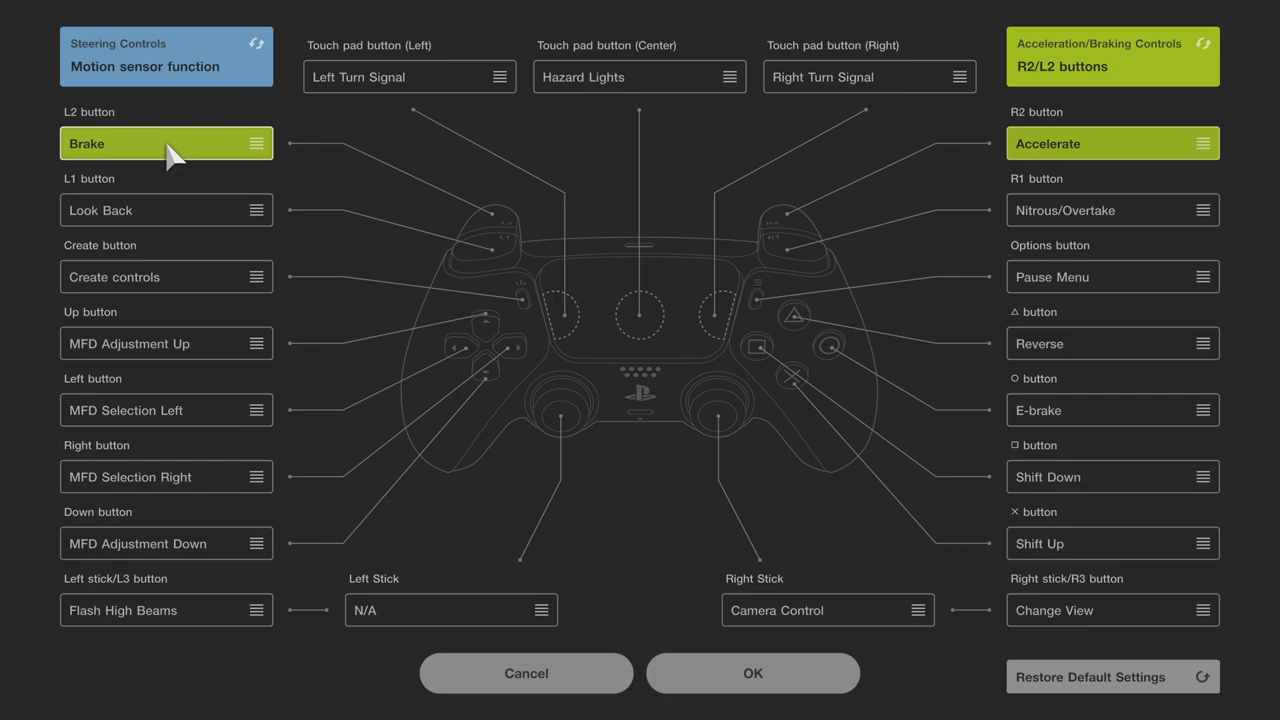 Steering Controls
Motion sensor function
Touch pad button (Left)
Left Turn Signal
Touch pad button (Center)
Hazard Lights
Touch pad button (Right)
Right Turn Signal
Acceleration/Braking Controls
R2/L2 buttons
L2 button
Brake
L1 button
Look Back
Create button
Create controls
Up button
MFD Adjustment Up
Left button
MFD Selection Left
Right button
MFD Selection Right
Down button
MFD Adjustment Down
Left stick/L3 button
Flash High Beams
Left Stick
N/A
Right Stick
Camera Control
R2 button
Accelerate
R1 button
Nitrous/Overtake
Options button
Pause Menu
△ button
Reverse
○ button
E-brake
□ button
Shift Down
× button
Shift Up
Right stick/R3 button
Change View
Cancel
OK
Restore Default Settings